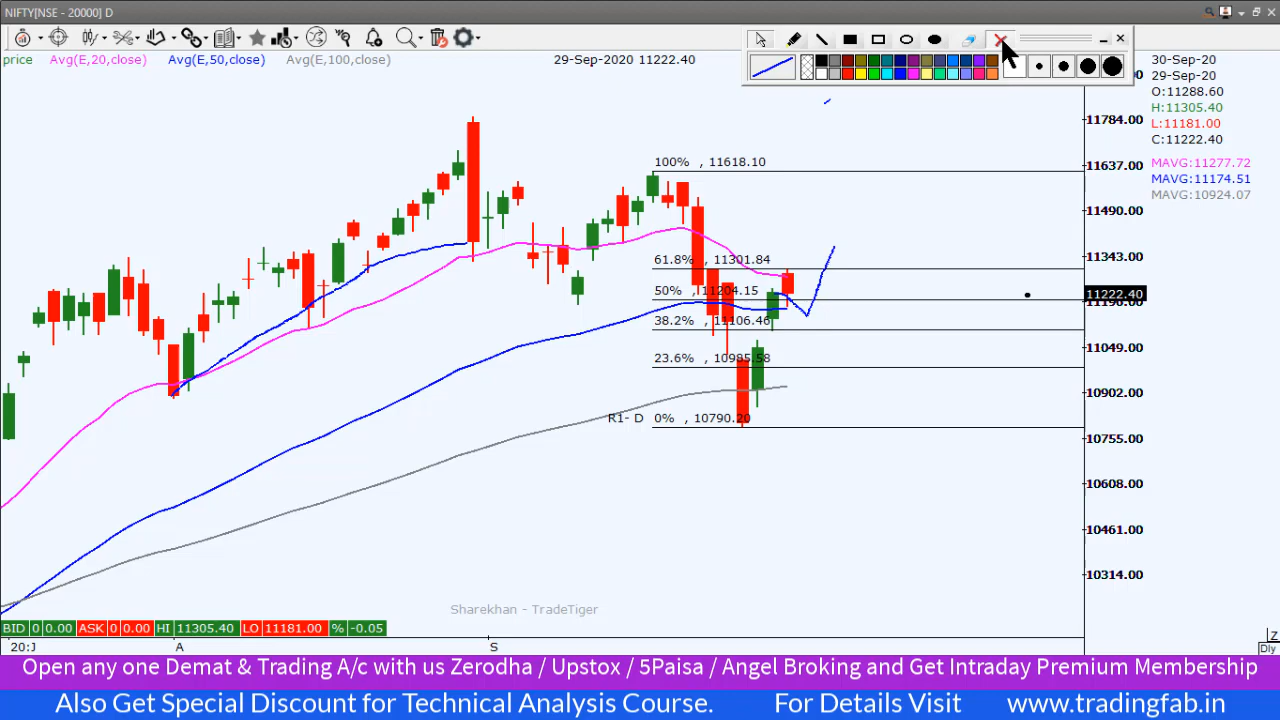 NIFTY[NSE - 20000] D
price Avg(E,20,close) Avg(E,50,close) Avg(E,100,close) 29-Sep-2020 11222.40
30-Sep-20
29-Sep-20
O:11288.60
H:11305.40
L:11181.00
C:11222.40
MAVG:11277.72
MAVG:11174.51
MAVG:10924.07
11784.00
11637.00
11490.00
11343.00
11222.40
11049.00
10902.00
10755.00
10608.00
10461.00
10314.00
100% , 11618.10
61.8% , 11301.84
50% , 11204.15
38.2% , 11106.46
23.6% , 10985.58
R1- D 0% , 10790.20
Sharekhan - TradeTiger
BID 0 0.00 ASK 0 0.00 HI 11305.40 LO 11181.00 % -0.05
20:J A S
Z
Dly
Open any one Demat & Trading A/c with us Zerodha / Upstox / 5Paisa / Angel Broking and Get Intraday Premium Membership
Also Get Special Discount for Technical Analysis Course. For Details Visit www.tradingfab.in